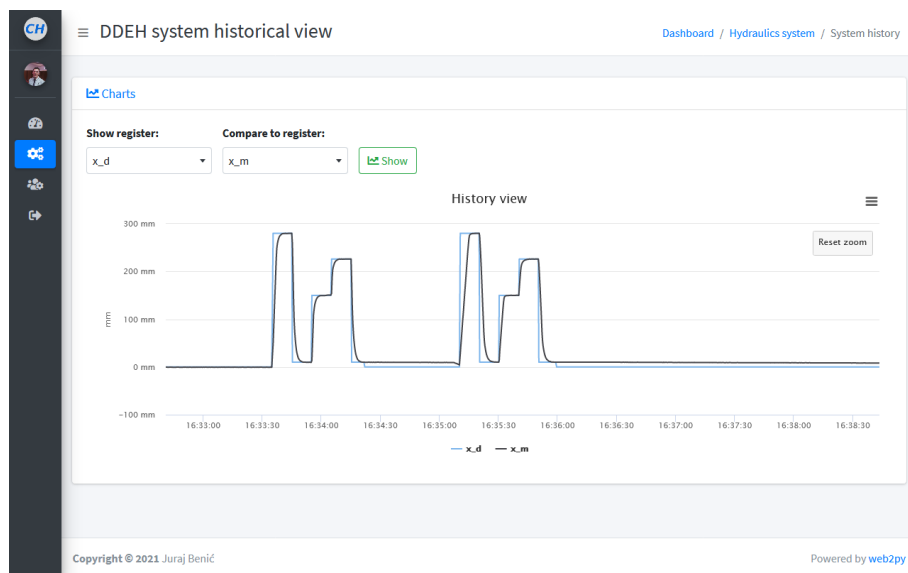 CH
DDEH system historical view
Dashboard / Hydraulics system / System history
Charts
Show register: Compare to register:
x_d x_m Show
History view
300 mm
Reset zoom
200 mm
mm
100 mm
0 mm
−100 mm
16:33:00 16:33:30 16:34:00 16:34:30 16:35:00 16:35:30 16:36:00 16:36:30 16:37:00 16:37:30 16:38:00 16:38:30
x_d x_m
Copyright © 2021 Juraj Benić Powered by web2py